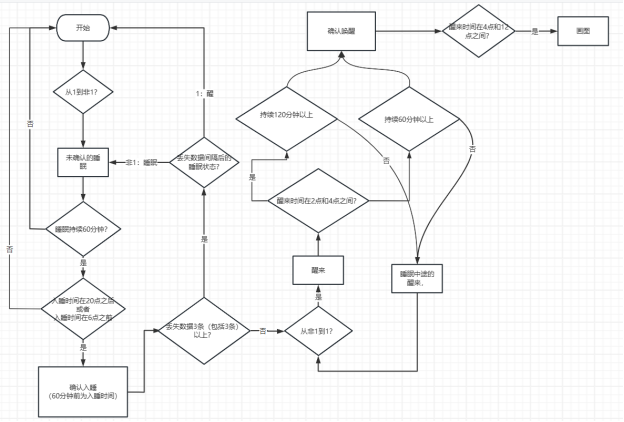 开始
从1到非1?
否
未确认的睡
眠
睡眠持续60分钟?
是
否
入睡时间在20点之后
或者
入睡时间在6点之前
是
确认入睡
(60分钟前为入睡时间)
1：醒
丢失数据间隔后的
睡眠状态?
非1：睡眠
是
丢失数据3条（包括3条）
以上?
否
从非1到1?
是
醒来
醒来时间在2点和4点之间?
是
持续120分钟以上
持续60分钟以上
否
否
睡眠中途的
醒来。
确认唤醒
醒来时间在4点和12
点之间?
是
画面